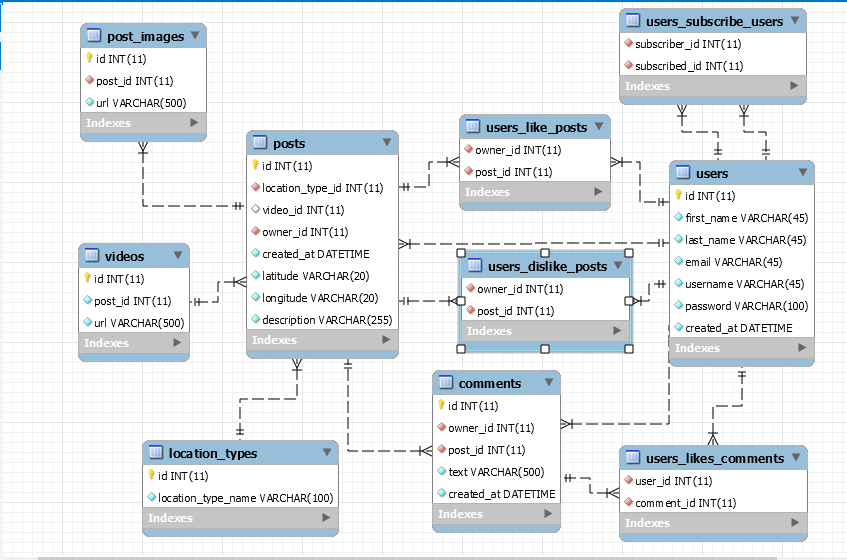 post_images
id INT(11)
post_id INT(11)
url VARCHAR(500)
Indexes
users_subscribe_users
subscriber_id INT(11)
subscribed_id INT(11)
Indexes
posts
id INT(11)
location_type_id INT(11)
video_id INT(11)
owner_id INT(11)
created_at DATETIME
latitude VARCHAR(20)
longitude VARCHAR(20)
description VARCHAR(255)
Indexes
users_like_posts
owner_id INT(11)
post_id INT(11)
Indexes
users
id INT(11)
first_name VARCHAR(45)
last_name VARCHAR(45)
email VARCHAR(45)
username VARCHAR(45)
password VARCHAR(100)
created_at DATETIME
Indexes
videos
id INT(11)
post_id INT(11)
url VARCHAR(500)
Indexes
users_dislike_posts
owner_id INT(11)
post_id INT(11)
Indexes
comments
id INT(11)
owner_id INT(11)
post_id INT(11)
text VARCHAR(500)
created_at DATETIME
Indexes
location_types
id INT(11)
location_type_name VARCHAR(100)
Indexes
users_likes_comments
user_id INT(11)
comment_id INT(11)
Indexes